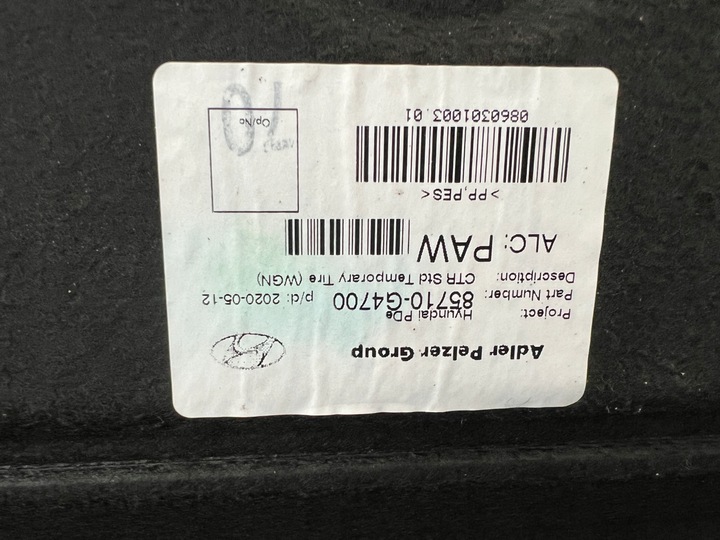 Adler Pelzer Group
Project: Hyundai PDe
Part Number: 85710-G4700 p/d: 2020-05-12
Description: CTR Std Temporary Tire (WGN)
ALC: PAW
>PP,PES<
08603010003.01
Op/No